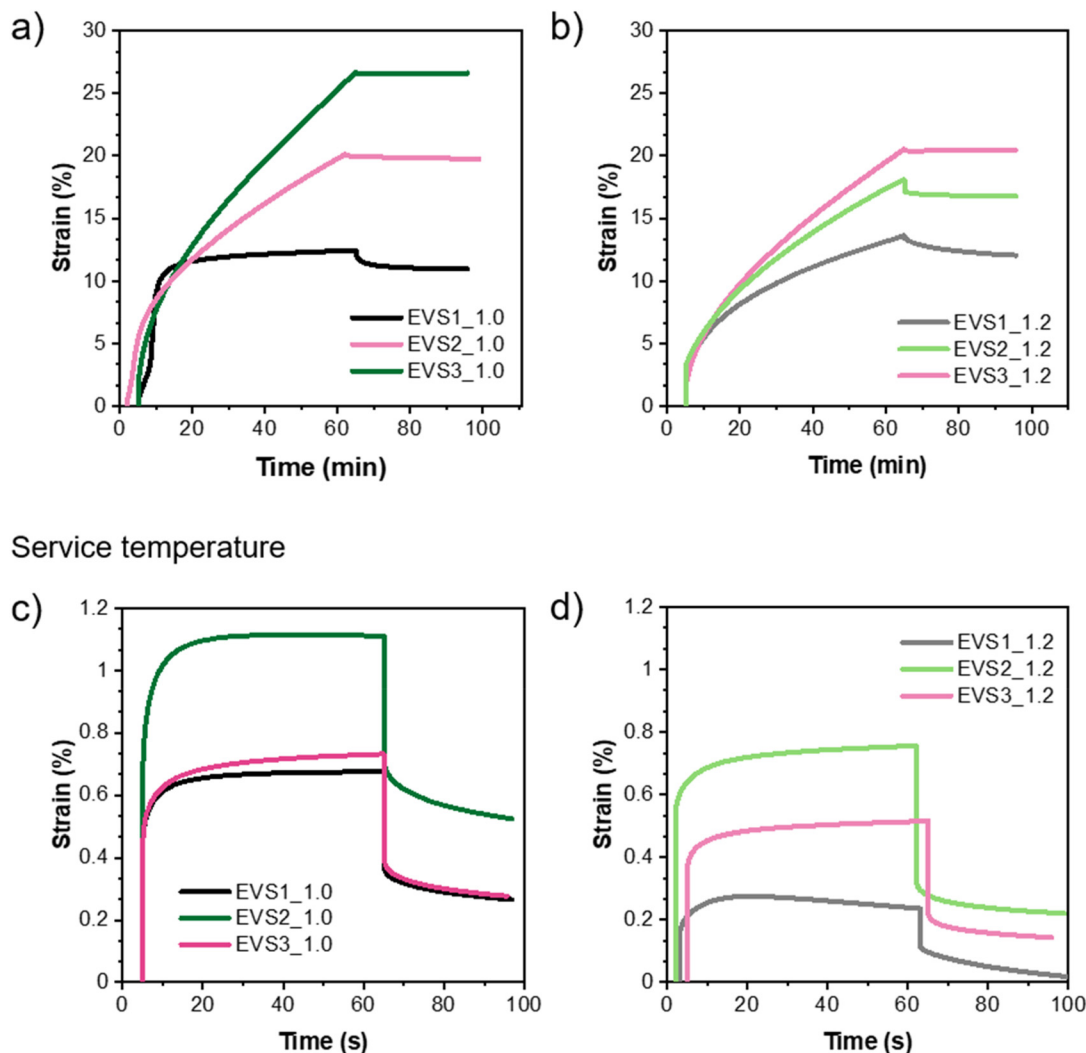 a)
30
25
20
15
10
5
0
Strain (%)
0 20 40 60 80 100
Time (min)
EVS1_1.0
EVS2_1.0
EVS3_1.0
b)
30
25
20
15
10
5
0
Strain (%)
0 20 40 60 80 100
Time (min)
EVS1_1.2
EVS2_1.2
EVS3_1.2
Service temperature
c)
1.2
1
0.8
0.6
0.4
0.2
0
Strain (%)
0 20 40 60 80 100
Time (s)
EVS1_1.0
EVS2_1.0
EVS3_1.0
d)
1.2
1
0.8
0.6
0.4
0.2
0
Strain (%)
0 20 40 60 80 100
Time (s)
EVS1_1.2
EVS2_1.2
EVS3_1.2